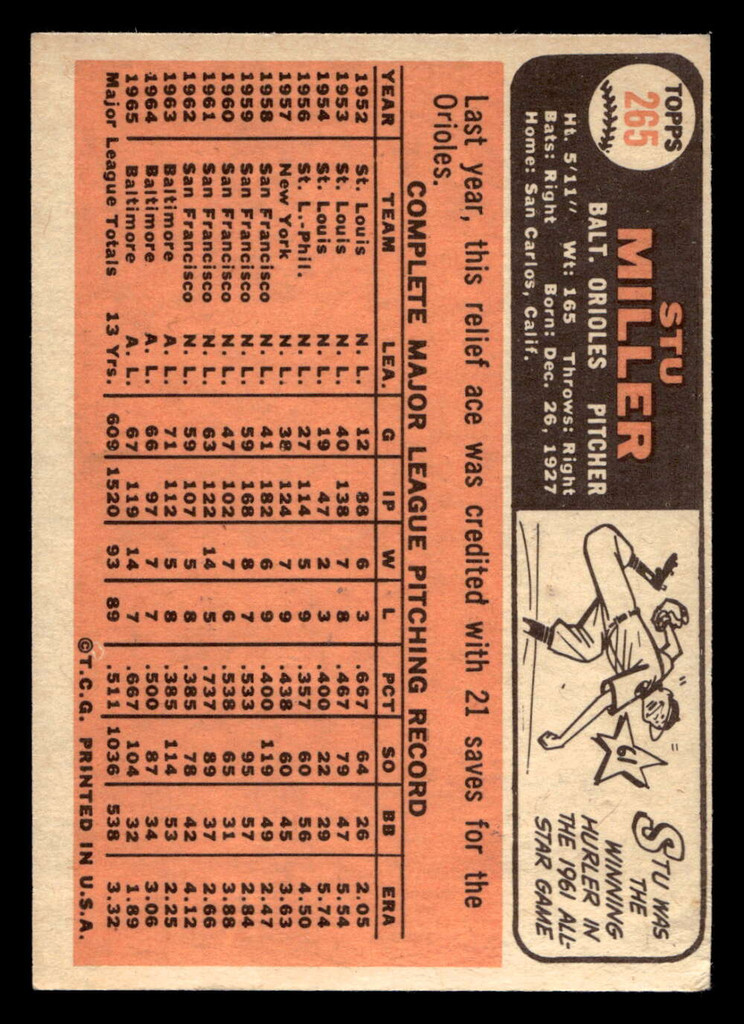 TOPPS
265
STU
MILLER
BALT. ORIOLES PITCHER
Ht. 5'11" Wt: 165 Throws: Right
Bats: Right Born: Dec. 26, 1927
Home: San Carlos, Calif.
61
STU WAS
THE
WINNING
HURLER IN
THE 1961 ALL-
STAR GAME
Last year, this relief ace was credited with 21 saves for the
Orioles.
COMPLETE MAJOR LEAGUE PITCHING RECORD
YEAR TEAM LEA. G IP W L PCT SO BB ERA
1952 St. Louis N. L. 12 88 6 3 .667 64 26 2.05
1953 St. Louis N. L. 40 138 7 8 .467 79 47 5.54
1954 St. Louis N. L. 19 47 2 3 .400 22 29 5.74
1956 St. L.-Phil. N. L. 27 114 5 9 .357 60 56 4.50
1957 New York N. L. 38 124 7 9 .438 60 45 3.63
1958 San Francisco N. L. 41 182 6 9 .400 119 49 2.47
1959 San Francisco N. L. 59 168 8 7 .533 95 57 2.84
1960 San Francisco N. L. 47 102 7 6 .538 65 31 3.88
1961 San Francisco N. L. 63 122 14 5 .737 89 37 2.66
1962 San Francisco N. L. 59 107 5 8 .385 78 42 4.12
1963 Baltimore A. L. 71 112 5 8 .385 114 53 2.25
1964 Baltimore A. L. 66 97 7 7 .500 87 34 3.06
1965 Baltimore A. L. 67 119 14 7 .667 104 32 1.89
Major League Totals 13 Yrs. 609 1520 93 89 .511 1036 538 3.32
©T.C.G. PRINTED IN U.S.A.